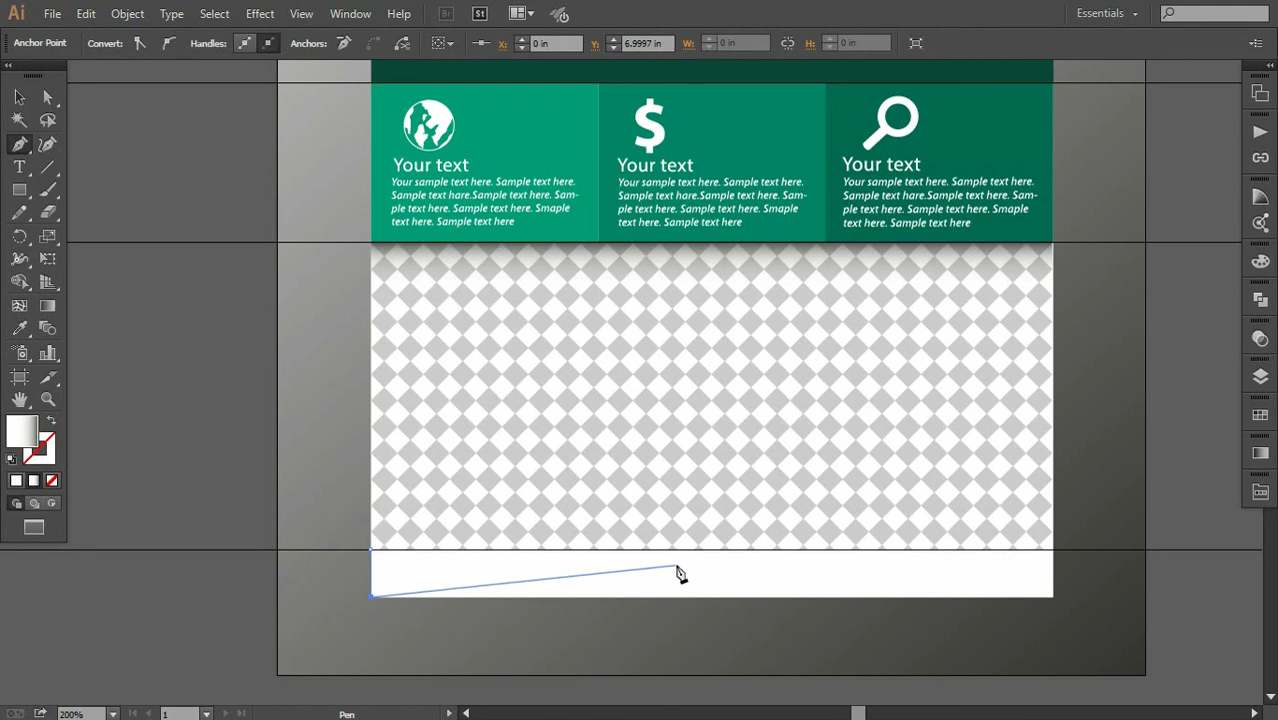 Ai File Edit Object Type Select Effect View Window Help Br St Essentials
Anchor Point Convert: Handles: Anchors: X: 0 in Y: 6.9997 in W: 0 in H: 0 in
$
Your text
Your sample text here. Sample text here.
Sample text hare.Sample text here. Sam-
ple text here. Sample text here. Smaple
text here. Sample text here
Your text
Your sample text here. Sample text here.
Sample text hare.Sample text here. Sam-
ple text here. Sample text here. Smaple
text here. Sample text here
Your text
Your sample text here. Sample text here.
Sample text hare.Sample text here. Sam-
ple text here. Sample text here. Smaple
text here. Sample text here
T
200% 1 Pen